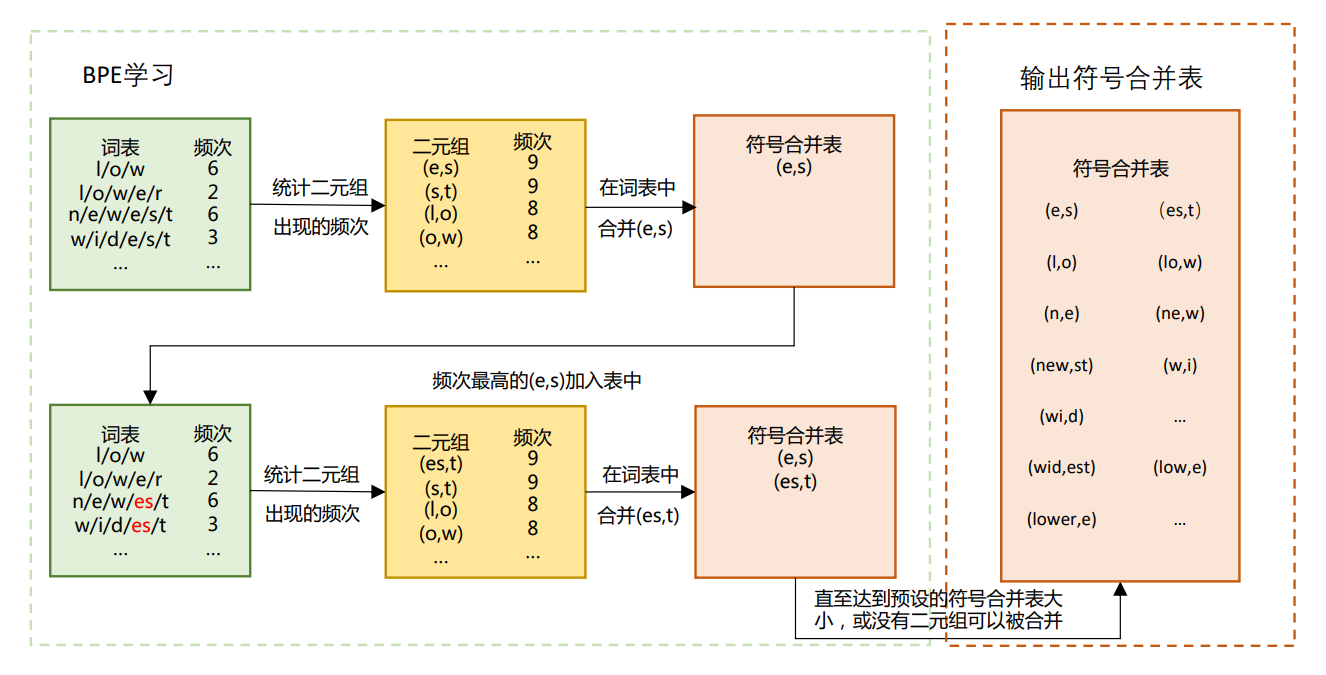 BPE学习
词表 频次
l/o/w 6
l/o/w/e/r 2
n/e/w/e/s/t 6
w/i/d/e/s/t 3
... ...
统计二元组
出现的频次
二元组 频次
(e,s) 9
(s,t) 9
(l,o) 8
(o,w) 8
... ...
在词表中
合并(e,s)
符号合并表
(e,s)
频次最高的(e,s)加入表中
词表 频次
l/o/w 6
l/o/w/e/r 2
n/e/w/es/t 6
w/i/d/es/t 3
... ...
统计二元组
出现的频次
二元组 频次
(es,t) 9
(s,t) 9
(l,o) 8
(o,w) 8
... ...
在词表中
合并(es,t)
符号合并表
(e,s)
(es,t)
直至达到预设的符号合并表大
小，或没有二元组可以被合并
输出符号合并表
符号合并表
(e,s) （es,t）
(l,o) (lo,w)
(n,e) (ne,w)
(new,st) (w,i)
(wi,d) ...
(wid,est) (low,e)
(lower,e) ...